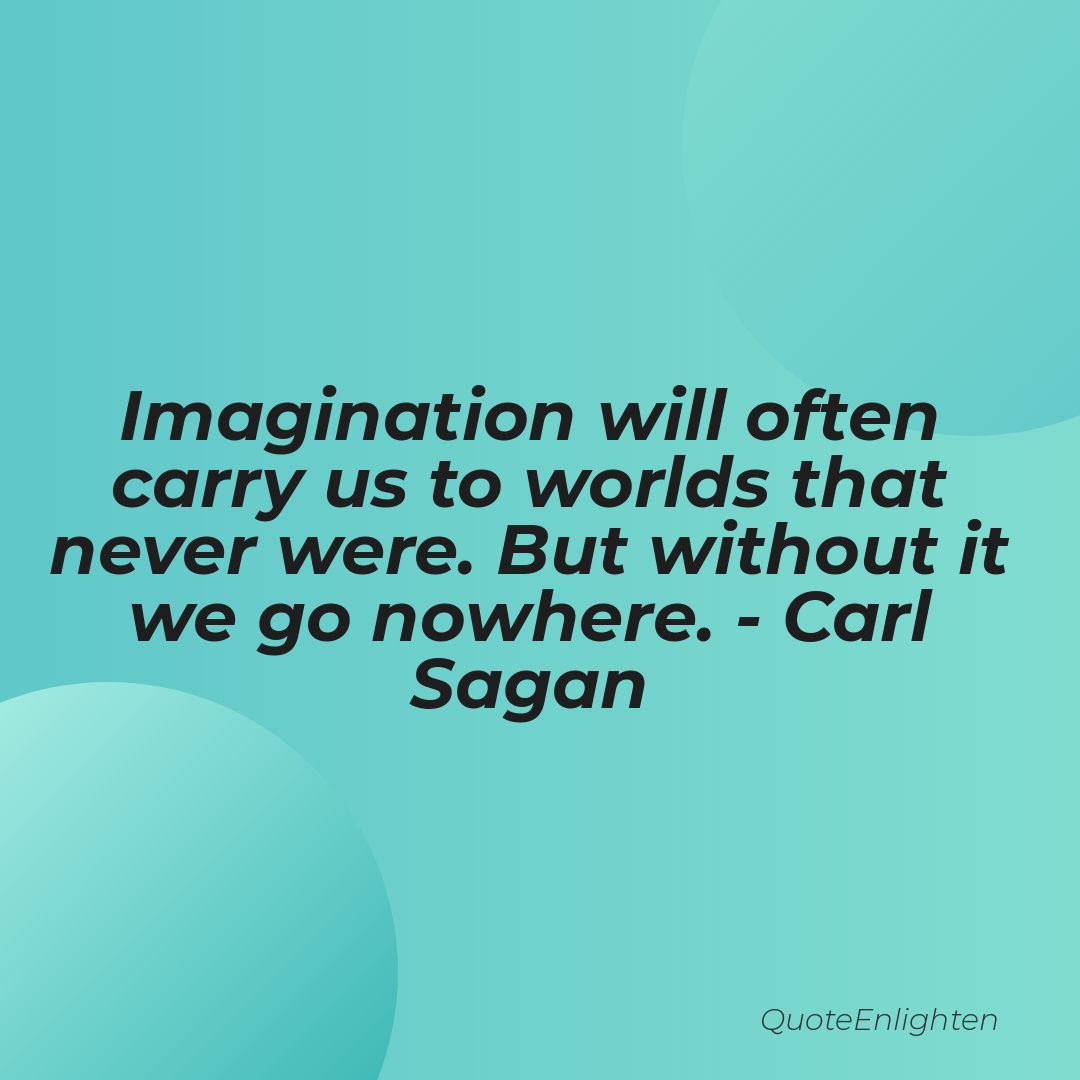 Imagination will often
carry us to worlds that
never were. But without it
we go nowhere. - Carl
Sagan
QuoteEnlighten